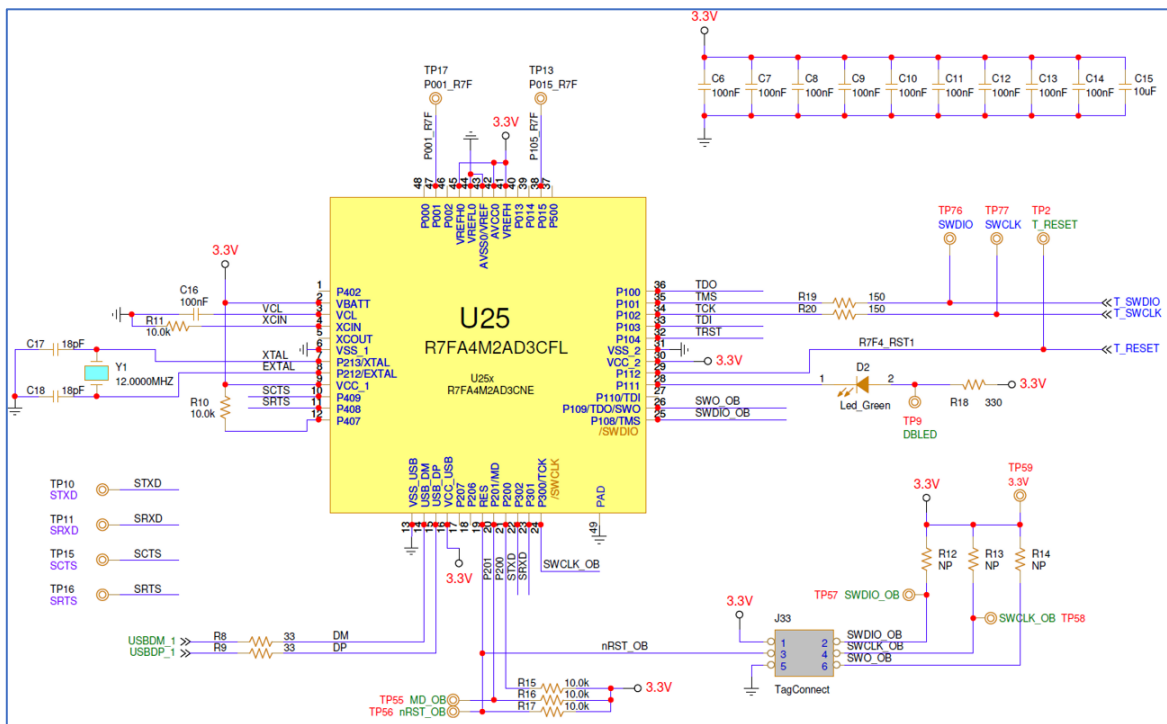 3.3V
C6
100nF
C7
100nF
C8
100nF
C9
100nF
C10
100nF
C11
100nF
C12
100nF
C13
100nF
C14
100nF
C15
10uF
TP17
P001_R7F
TP13
P015_R7F
P001_R7F
3.3V
P105_R7F
48
47
46
45
44
43
42
41
40
39
38
37
P000
P001
P002
VREFH0
VREFL0
AVSS0/VREF
AVCC0
VREFH
P013
P014
P015
P500
TP76
SWDIO
TP77
SWCLK
TP2
T_RESET
3.3V
C16
100nF
VCL
R11
10.0k
XCIN
C17
18pF
Y1
12.0000MHZ
C18
18pF
XTAL
EXTAL
SCTS
SRTS
R10
10.0k
1
2
3
4
5
6
7
8
9
10
11
12
P402
VBATT
VCL
XCIN
XCOUT
VSS_1
P213/XTAL
P212/EXTAL
VCC_1
P409
P408
P407
U25
R7FA4M2AD3CFL
U25x
R7FA4M2AD3CNE
P100
P101
P102
P103
P104
VSS_2
VCC_2
P112
P111
P110/TDI
P109/TDO/SWO
P108/TMS
/SWDIO
36
35
34
33
32
31
30
29
28
27
26
25
TDO
TMS
TCK
TDI
TRST
3.3V
R19
150
R20
150
T_SWDIO
T_SWCLK
R7F4_RST1
T_RESET
1
D2
2
Led_Green
TP9
DBLED
R18
330
3.3V
SWO_OB
SWDIO_OB
VSS_USB
USB_DM
USB_DP
VCC_USB
P207
P206
RES
P201/MD
P200
P302
P301
P300/TCK
/SWCLK
PAD
13
14
15
16
17
18
19
20
21
22
23
24
49
3.3V
P201
P200
STXD
SRXD
SWCLK_OB
TP10
STXD
STXD
TP11
SRXD
SRXD
TP15
SCTS
SCTS
TP16
SRTS
SRTS
USBDM_1
R8
33
DM
USBDP_1
R9
33
DP
nRST_OB
TP55
MD_OB
TP56
nRST_OB
R15
10.0k
R16
10.0k
R17
10.0k
3.3V
3.3V
TP59
3.3V
R12
NP
R13
NP
R14
NP
TP57
SWDIO_OB
SWCLK_OB
TP58
3.3V
J33
1
2
3
4
5
6
SWDIO_OB
SWCLK_OB
SWO_OB
TagConnect